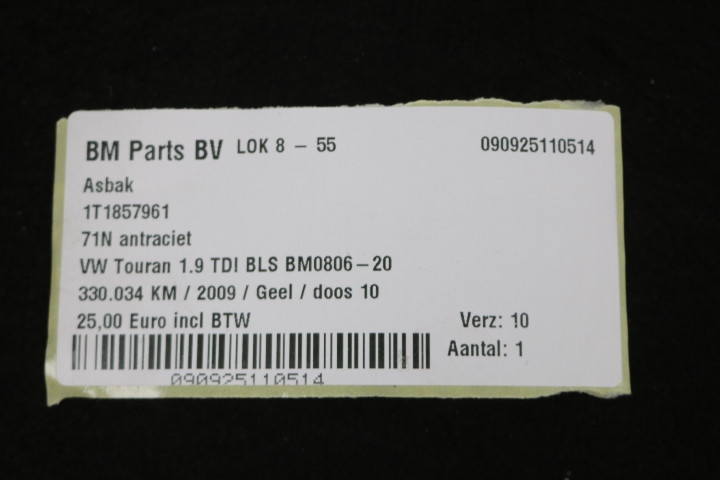 BM Parts BV LOK 8 - 55 090925110514
Asbak
1T1857961
71N antraciet
VW Touran 1.9 TDI BLS BM0806-20
330.034 KM / 2009 / Geel / doos 10
25,00 Euro incl BTW Verz: 10
Aantal: 1
090925110514